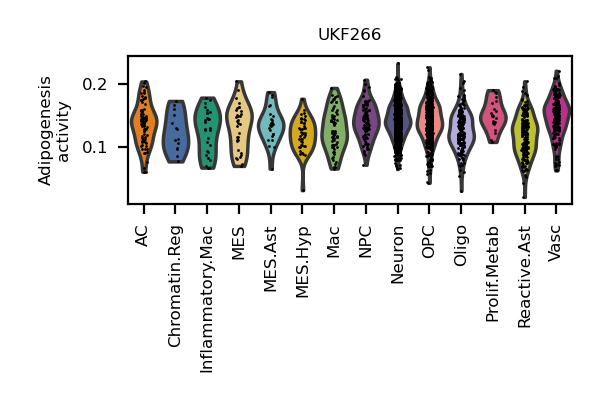 UKF266
Adipogenesis
activity
0.2
0.1
AC
Chromatin.Reg
Inflammatory.Mac
MES
MES.Ast
MES.Hyp
Mac
NPC
Neuron
OPC
Oligo
Prolif.Metab
Reactive.Ast
Vasc